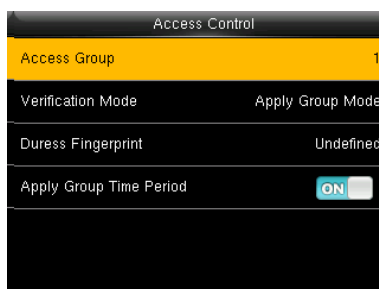 Access Control
Access Group 1
Verification Mode Apply Group Mode
Duress Fingerprint Undefined
Apply Group Time Period ON